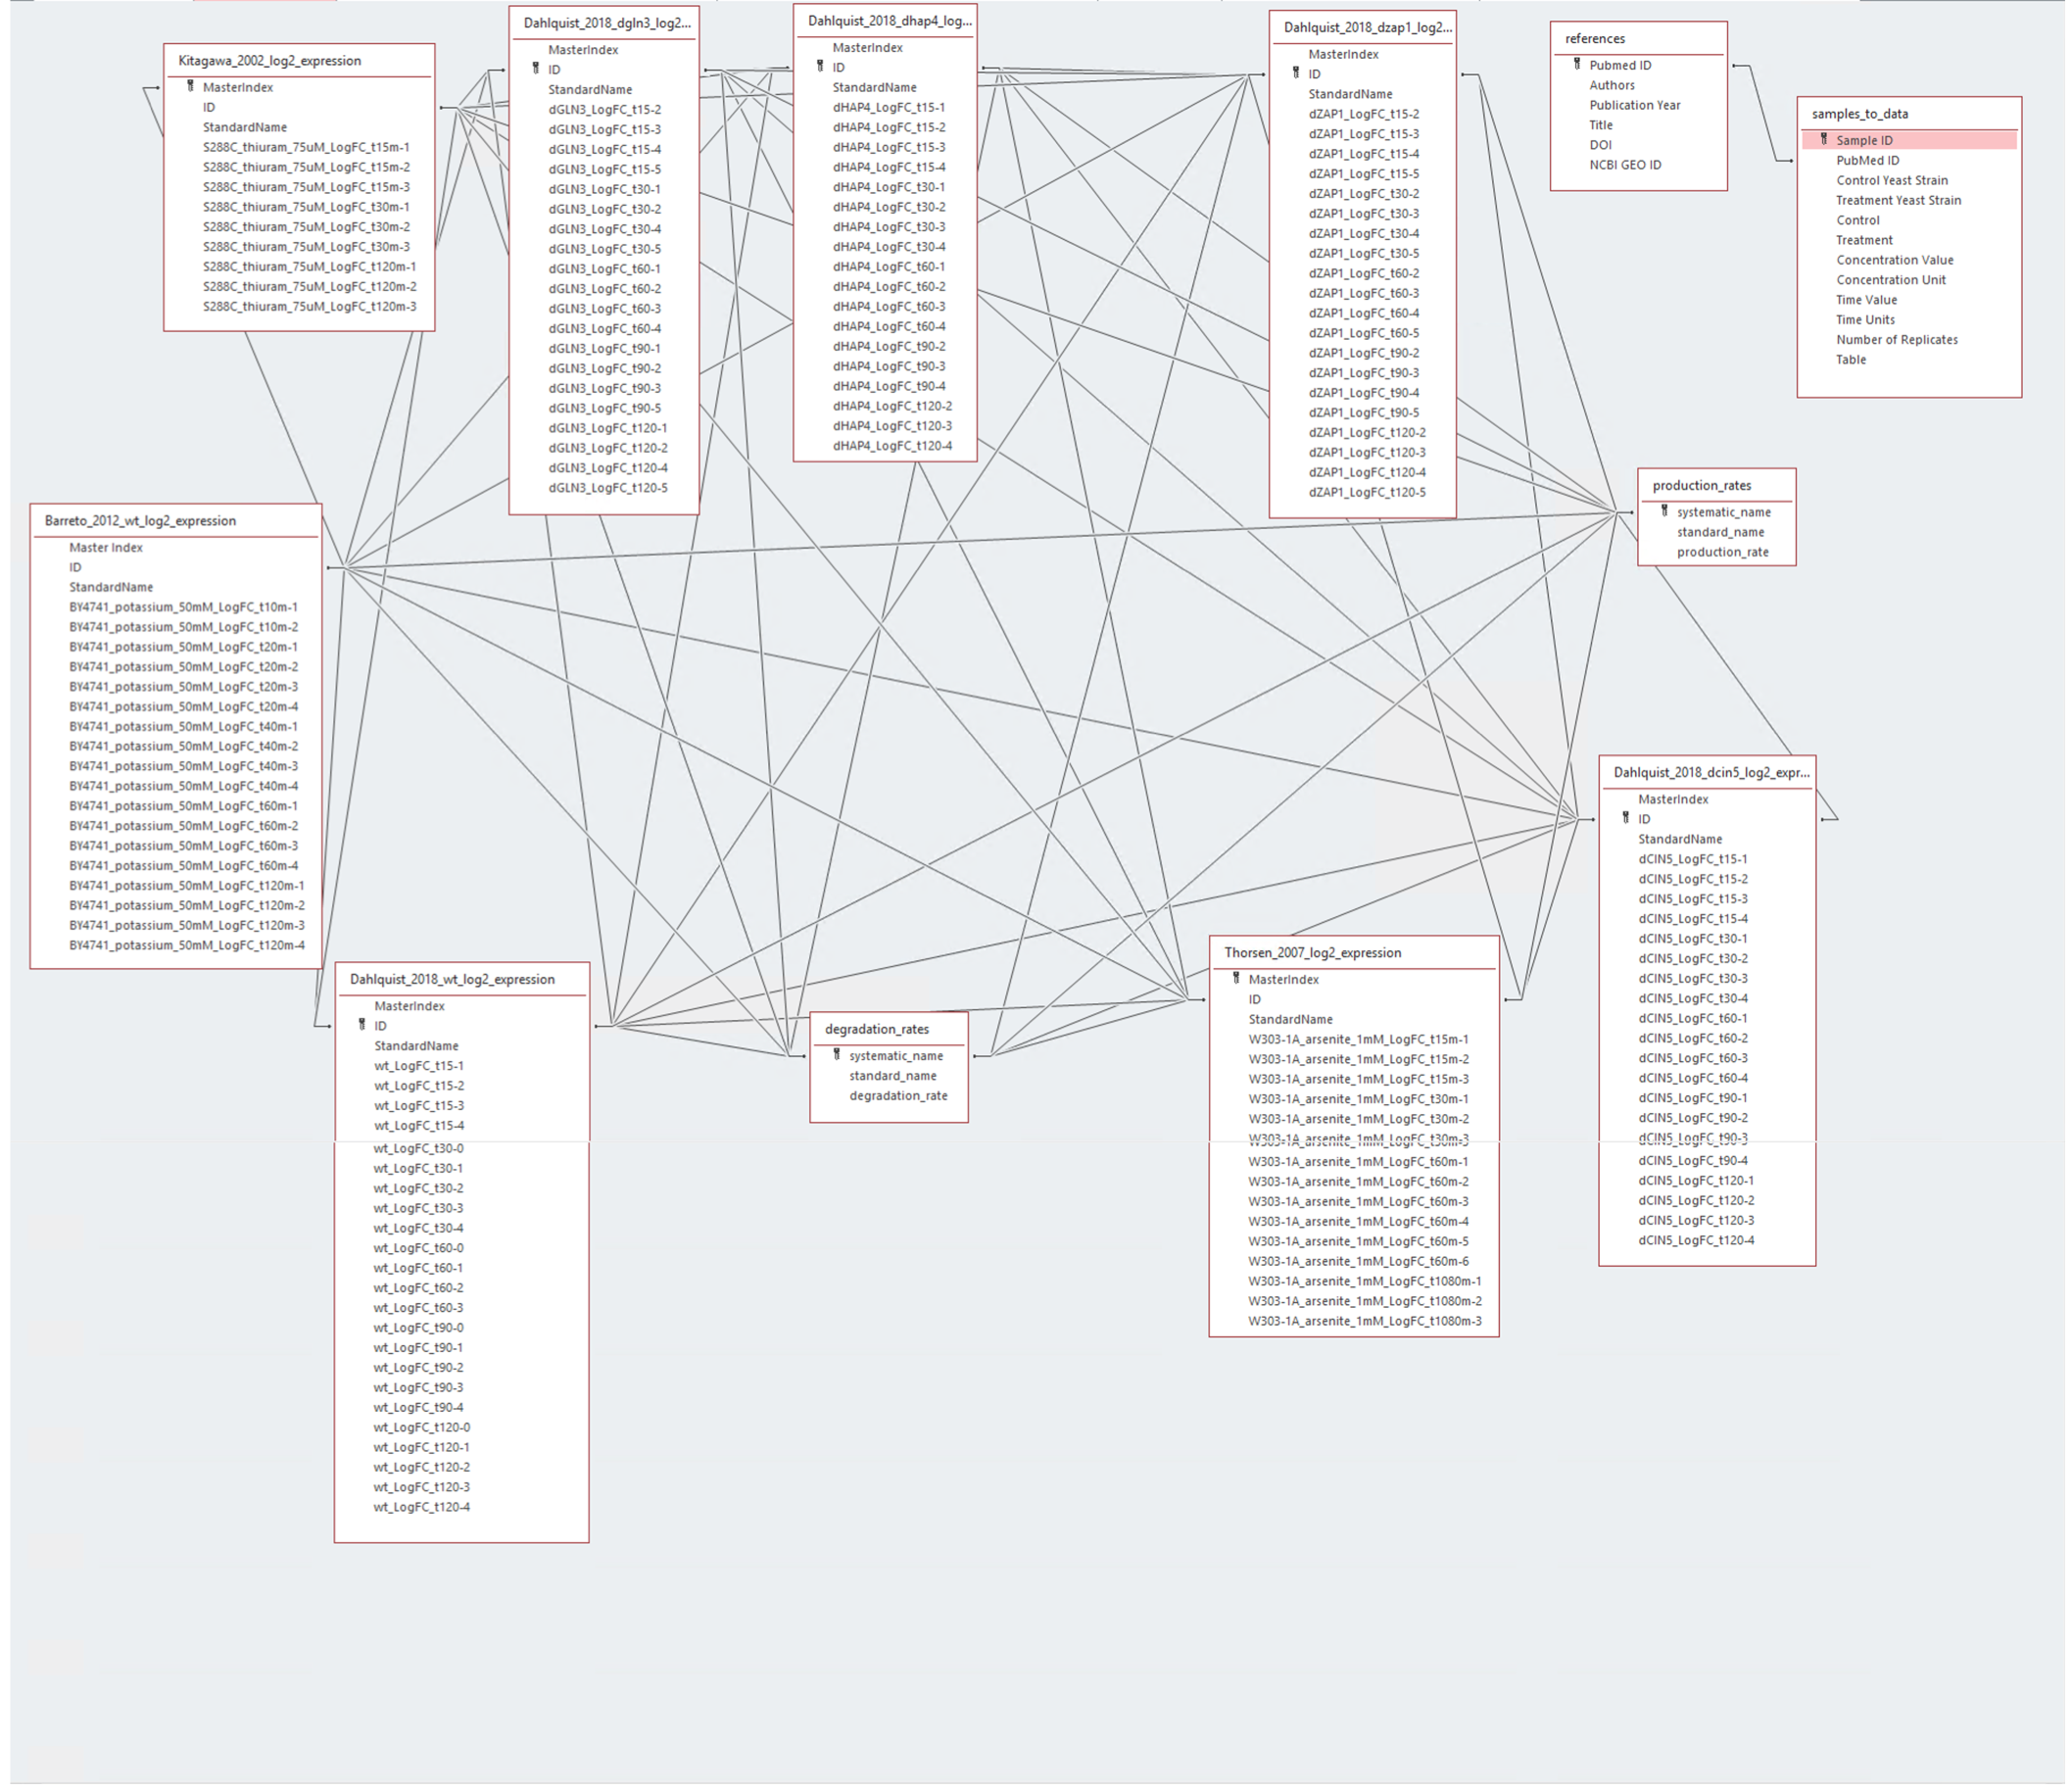 Kitagawa_2002_log2_expression
MasterIndex
ID
StandardName
S288C_thiuram_75uM_LogFC_t15m-1
S288C_thiuram_75uM_LogFC_t15m-2
S288C_thiuram_75uM_LogFC_t15m-3
S288C_thiuram_75uM_LogFC_t30m-1
S288C_thiuram_75uM_LogFC_t30m-2
S288C_thiuram_75uM_LogFC_t30m-3
S288C_thiuram_75uM_LogFC_t120m-1
S288C_thiuram_75uM_LogFC_t120m-2
S288C_thiuram_75uM_LogFC_t120m-3
Dahlquist_2018_dgln3_log2...
MasterIndex
ID
StandardName
dGLN3_LogFC_t15-2
dGLN3_LogFC_t15-3
dGLN3_LogFC_t15-4
dGLN3_LogFC_t15-5
dGLN3_LogFC_t30-1
dGLN3_LogFC_t30-2
dGLN3_LogFC_t30-4
dGLN3_LogFC_t30-5
dGLN3_LogFC_t60-1
dGLN3_LogFC_t60-2
dGLN3_LogFC_t60-3
dGLN3_LogFC_t60-4
dGLN3_LogFC_t90-1
dGLN3_LogFC_t90-2
dGLN3_LogFC_t90-3
dGLN3_LogFC_t90-5
dGLN3_LogFC_t120-1
dGLN3_LogFC_t120-2
dGLN3_LogFC_t120-4
dGLN3_LogFC_t120-5
Dahlquist_2018_dhap4_log...
MasterIndex
ID
StandardName
dHAP4_LogFC_t15-1
dHAP4_LogFC_t15-2
dHAP4_LogFC_t15-3
dHAP4_LogFC_t15-4
dHAP4_LogFC_t30-1
dHAP4_LogFC_t30-2
dHAP4_LogFC_t30-3
dHAP4_LogFC_t30-4
dHAP4_LogFC_t60-1
dHAP4_LogFC_t60-2
dHAP4_LogFC_t60-3
dHAP4_LogFC_t60-4
dHAP4_LogFC_t90-2
dHAP4_LogFC_t90-3
dHAP4_LogFC_t90-4
dHAP4_LogFC_t120-2
dHAP4_LogFC_t120-3
dHAP4_LogFC_t120-4
Dahlquist_2018_dzap1_log2...
MasterIndex
ID
StandardName
dZAP1_LogFC_t15-2
dZAP1_LogFC_t15-3
dZAP1_LogFC_t15-4
dZAP1_LogFC_t15-5
dZAP1_LogFC_t30-2
dZAP1_LogFC_t30-3
dZAP1_LogFC_t30-4
dZAP1_LogFC_t30-5
dZAP1_LogFC_t60-2
dZAP1_LogFC_t60-3
dZAP1_LogFC_t60-4
dZAP1_LogFC_t60-5
dZAP1_LogFC_t90-2
dZAP1_LogFC_t90-3
dZAP1_LogFC_t90-4
dZAP1_LogFC_t90-5
dZAP1_LogFC_t120-2
dZAP1_LogFC_t120-3
dZAP1_LogFC_t120-4
dZAP1_LogFC_t120-5
references
Pubmed ID
Authors
Publication Year
Title
DOI
NCBI GEO ID
samples_to_data
Sample ID
PubMed ID
Control Yeast Strain
Treatment Yeast Strain
Control
Treatment
Concentration Value
Concentration Unit
Time Value
Time Units
Number of Replicates
Table
production_rates
systematic_name
standard_name
production_rate
Barreto_2012_wt_log2_expression
Master Index
ID
StandardName
BY4741_potassium_50mM_LogFC_t10m-1
BY4741_potassium_50mM_LogFC_t10m-2
BY4741_potassium_50mM_LogFC_t20m-1
BY4741_potassium_50mM_LogFC_t20m-2
BY4741_potassium_50mM_LogFC_t20m-3
BY4741_potassium_50mM_LogFC_t20m-4
BY4741_potassium_50mM_LogFC_t40m-1
BY4741_potassium_50mM_LogFC_t40m-2
BY4741_potassium_50mM_LogFC_t40m-3
BY4741_potassium_50mM_LogFC_t40m-4
BY4741_potassium_50mM_LogFC_t60m-1
BY4741_potassium_50mM_LogFC_t60m-2
BY4741_potassium_50mM_LogFC_t60m-3
BY4741_potassium_50mM_LogFC_t60m-4
BY4741_potassium_50mM_LogFC_t120m-1
BY4741_potassium_50mM_LogFC_t120m-2
BY4741_potassium_50mM_LogFC_t120m-3
BY4741_potassium_50mM_LogFC_t120m-4
Dahlquist_2018_wt_log2_expression
MasterIndex
ID
StandardName
wt_LogFC_t15-1
wt_LogFC_t15-2
wt_LogFC_t15-3
wt_LogFC_t15-4
wt_LogFC_t30-0
wt_LogFC_t30-1
wt_LogFC_t30-2
wt_LogFC_t30-3
wt_LogFC_t30-4
wt_LogFC_t60-0
wt_LogFC_t60-1
wt_LogFC_t60-2
wt_LogFC_t60-3
wt_LogFC_t90-0
wt_LogFC_t90-1
wt_LogFC_t90-2
wt_LogFC_t90-3
wt_LogFC_t90-4
wt_LogFC_t120-0
wt_LogFC_t120-1
wt_LogFC_t120-2
wt_LogFC_t120-3
wt_LogFC_t120-4
degradation_rates
systematic_name
standard_name
degradation_rate
Thorsen_2007_log2_expression
MasterIndex
ID
StandardName
W303-1A_arsenite_1mM_LogFC_t15m-1
W303-1A_arsenite_1mM_LogFC_t15m-2
W303-1A_arsenite_1mM_LogFC_t15m-3
W303-1A_arsenite_1mM_LogFC_t30m-1
W303-1A_arsenite_1mM_LogFC_t30m-2
W303-1A_arsenite_1mM_LogFC_t30m-3
W303-1A_arsenite_1mM_LogFC_t60m-1
W303-1A_arsenite_1mM_LogFC_t60m-2
W303-1A_arsenite_1mM_LogFC_t60m-3
W303-1A_arsenite_1mM_LogFC_t60m-4
W303-1A_arsenite_1mM_LogFC_t60m-5
W303-1A_arsenite_1mM_LogFC_t60m-6
W303-1A_arsenite_1mM_LogFC_t1080m-1
W303-1A_arsenite_1mM_LogFC_t1080m-2
W303-1A_arsenite_1mM_LogFC_t1080m-3
Dahlquist_2018_dcin5_log2_expr...
MasterIndex
ID
StandardName
dCIN5_LogFC_t15-1
dCIN5_LogFC_t15-2
dCIN5_LogFC_t15-3
dCIN5_LogFC_t15-4
dCIN5_LogFC_t30-1
dCIN5_LogFC_t30-2
dCIN5_LogFC_t30-3
dCIN5_LogFC_t30-4
dCIN5_LogFC_t60-1
dCIN5_LogFC_t60-2
dCIN5_LogFC_t60-3
dCIN5_LogFC_t60-4
dCIN5_LogFC_t90-1
dCIN5_LogFC_t90-2
dCIN5_LogFC_t90-3
dCIN5_LogFC_t90-4
dCIN5_LogFC_t120-1
dCIN5_LogFC_t120-2
dCIN5_LogFC_t120-3
dCIN5_LogFC_t120-4